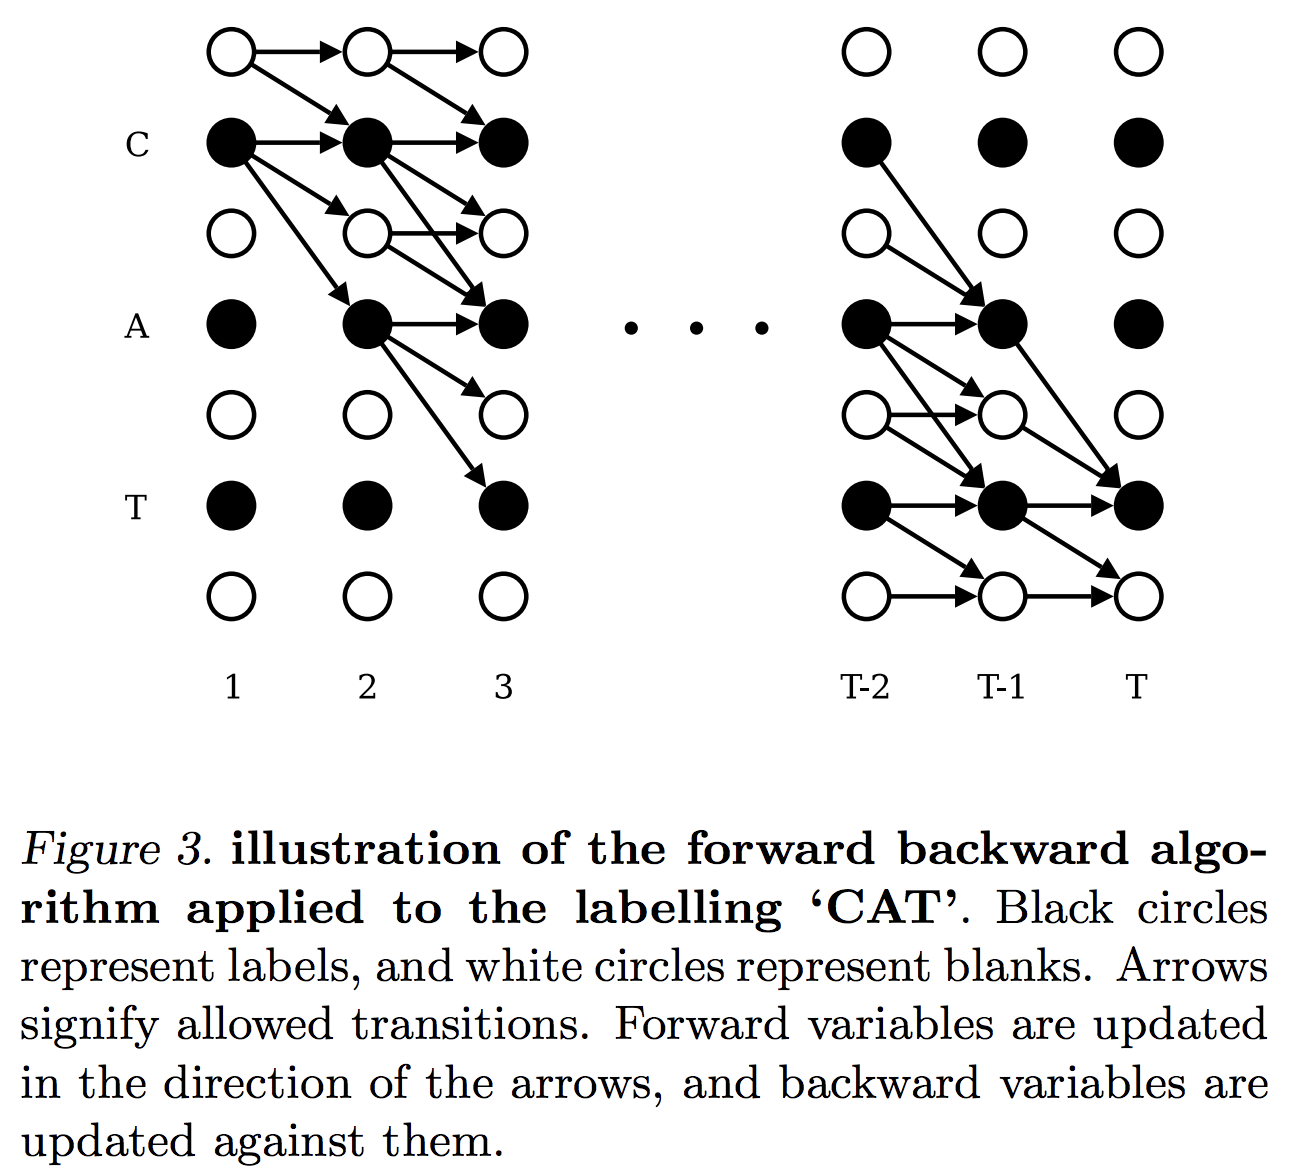 C
A
T
1 2 3 T-2 T-1 T
Figure 3. illustration of the forward backward algo-
rithm applied to the labelling ‘CAT’. Black circles
represent labels, and white circles represent blanks. Arrows
signify allowed transitions. Forward variables are updated
in the direction of the arrows, and backward variables are
updated against them.